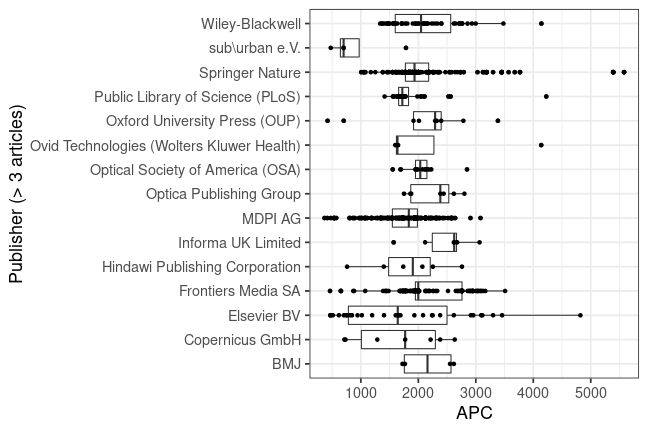 Publisher (> 3 articles)
Wiley-Blackwell
sub\urban e.V.
Springer Nature
Public Library of Science (PLoS)
Oxford University Press (OUP)
Ovid Technologies (Wolters Kluwer Health)
Optical Society of America (OSA)
Optica Publishing Group
MDPI AG
Informa UK Limited
Hindawi Publishing Corporation
Frontiers Media SA
Elsevier BV
Copernicus GmbH
BMJ
1000 2000 3000 4000 5000
APC